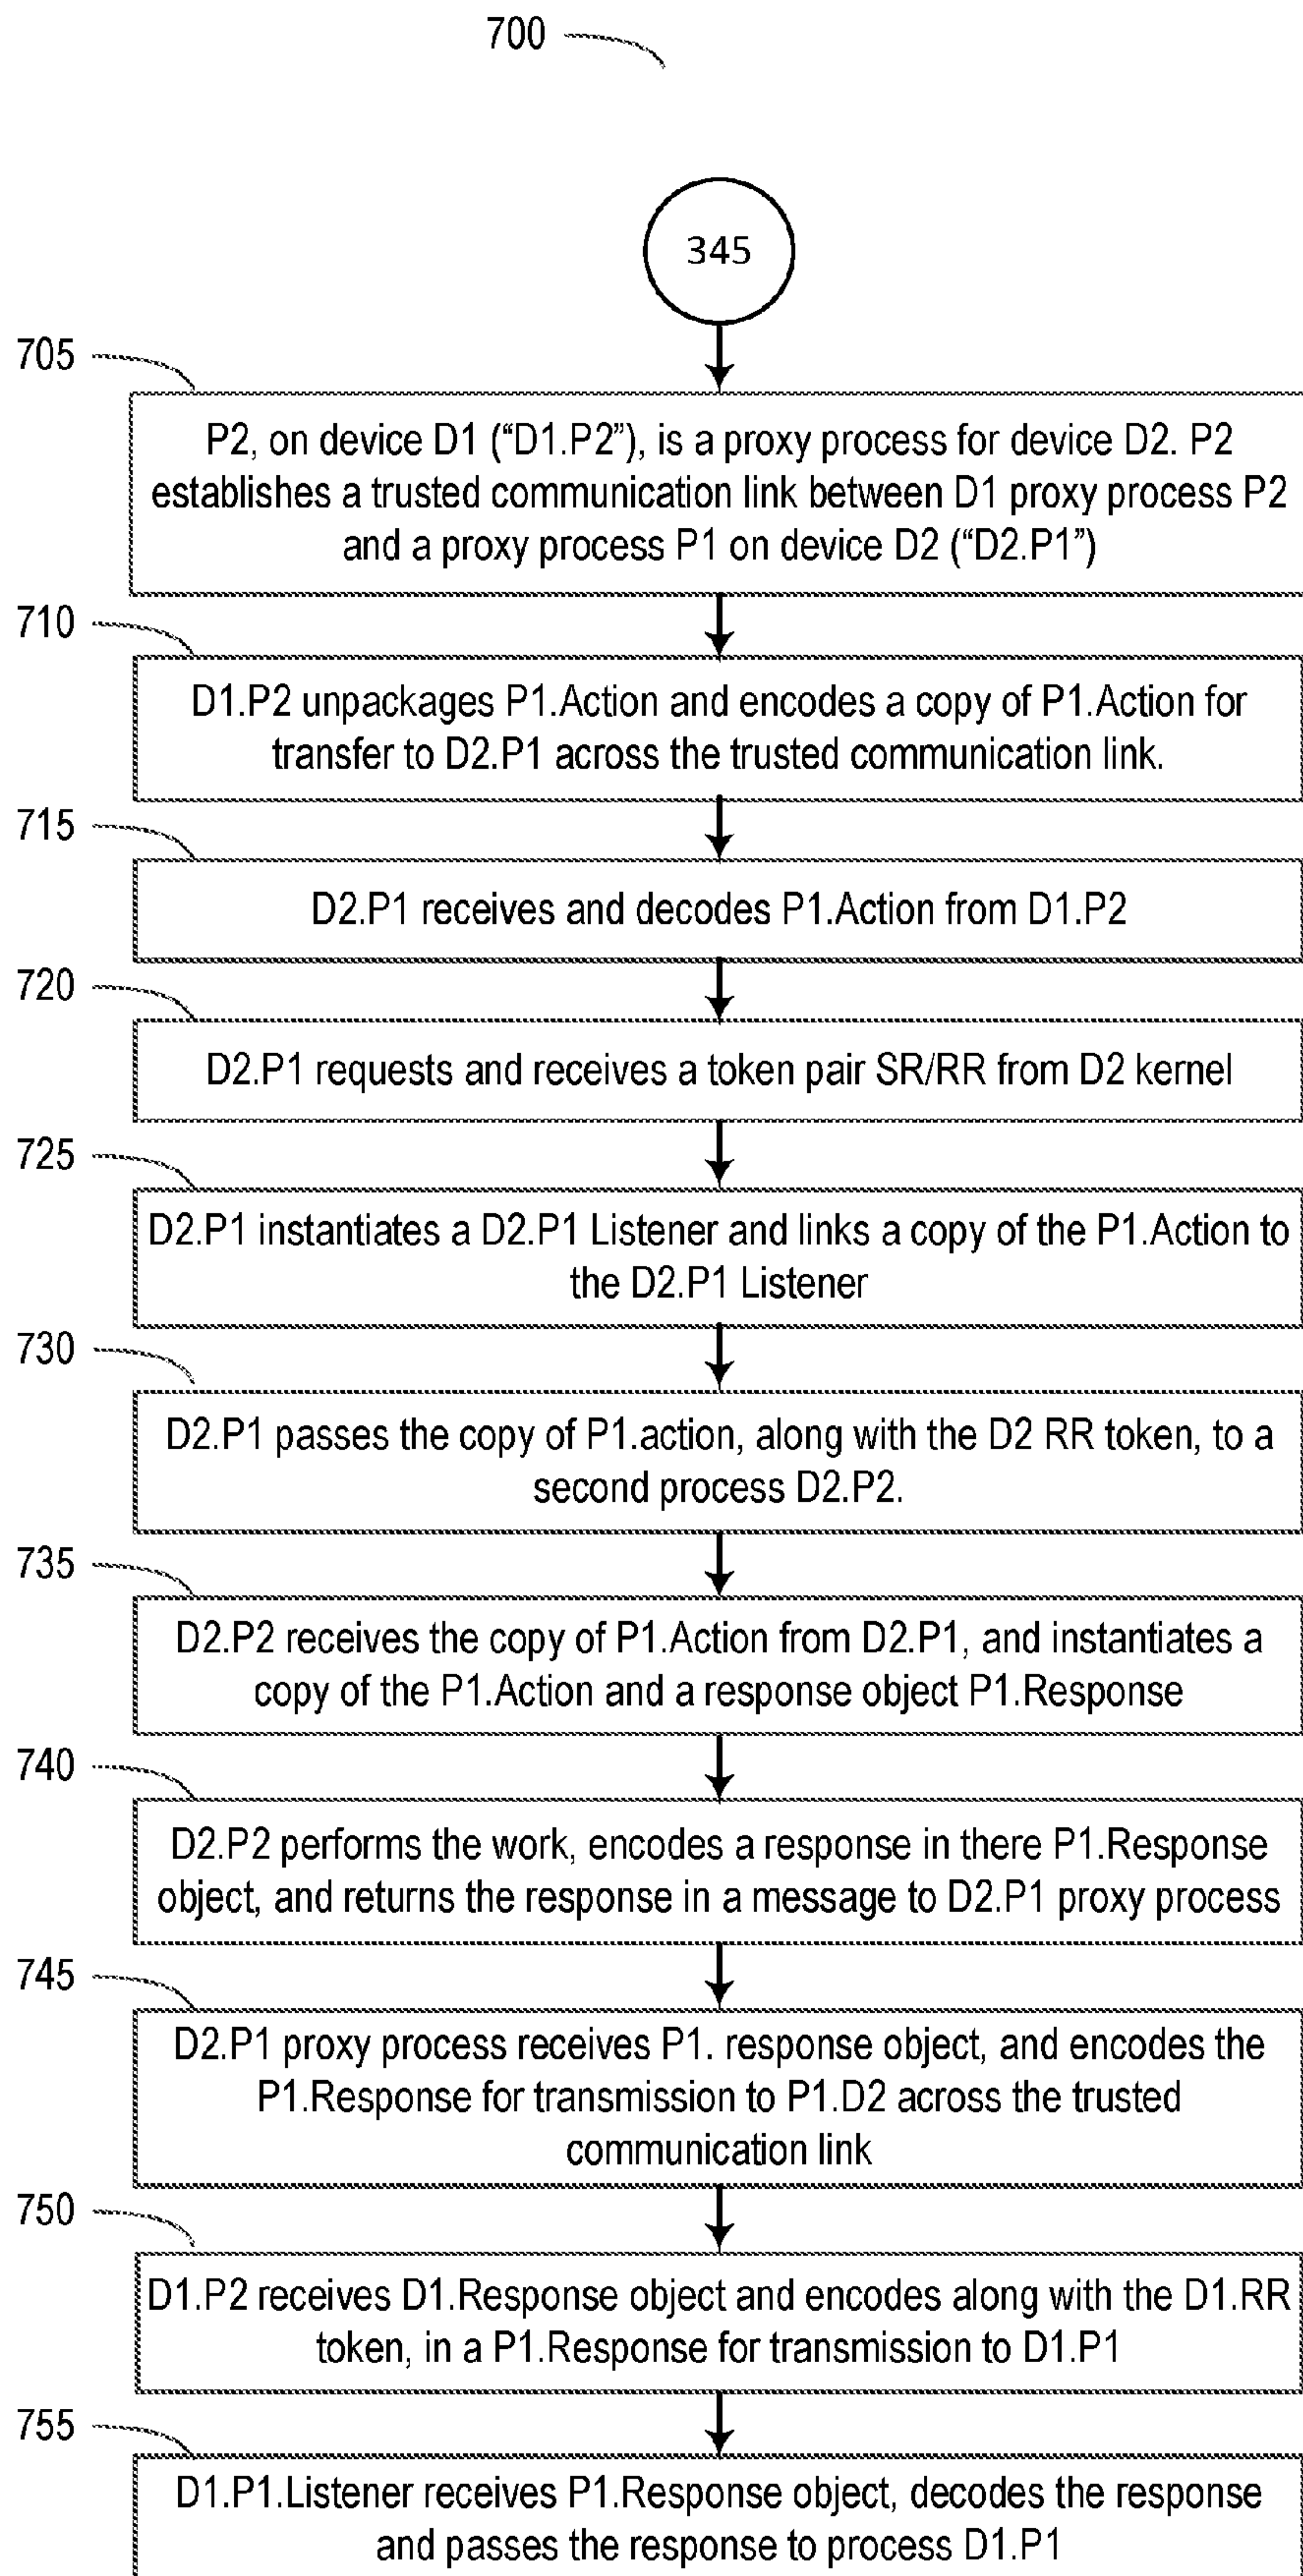 700
345
705
P2, on device D1 (“D1.P2”), is a proxy process for device D2. P2
establishes a trusted communication link between D1 proxy process P2
and a proxy process P1 on device D2 (“D2.P1”)
710
D1.P2 unpackages P1.Action and encodes a copy of P1.Action for
transfer to D2.P1 across the trusted communication link.
715
D2.P1 receives and decodes P1.Action from D1.P2
720
D2.P1 requests and receives a token pair SR/RR from D2 kernel
725
D2.P1 instantiates a D2.P1 Listener and links a copy of the P1.Action to
the D2.P1 Listener
730
D2.P1 passes the copy of P1.action, along with the D2 RR token, to a
second process D2.P2.
735
D2.P2 receives the copy of P1.Action from D2.P1, and instantiates a
copy of the P1.Action and a response object P1.Response
740
D2.P2 performs the work, encodes a response in there P1.Response
object, and returns the response in a message to D2.P1 proxy process
745
D2.P1 proxy process receives P1. response object, and encodes the
P1.Response for transmission to P1.D2 across the trusted
communication link
750
D1.P2 receives D1.Response object and encodes along with the D1.RR
token, in a P1.Response for transmission to D1.P1
755
D1.P1.Listener receives P1.Response object, decodes the response
and passes the response to process D1.P1